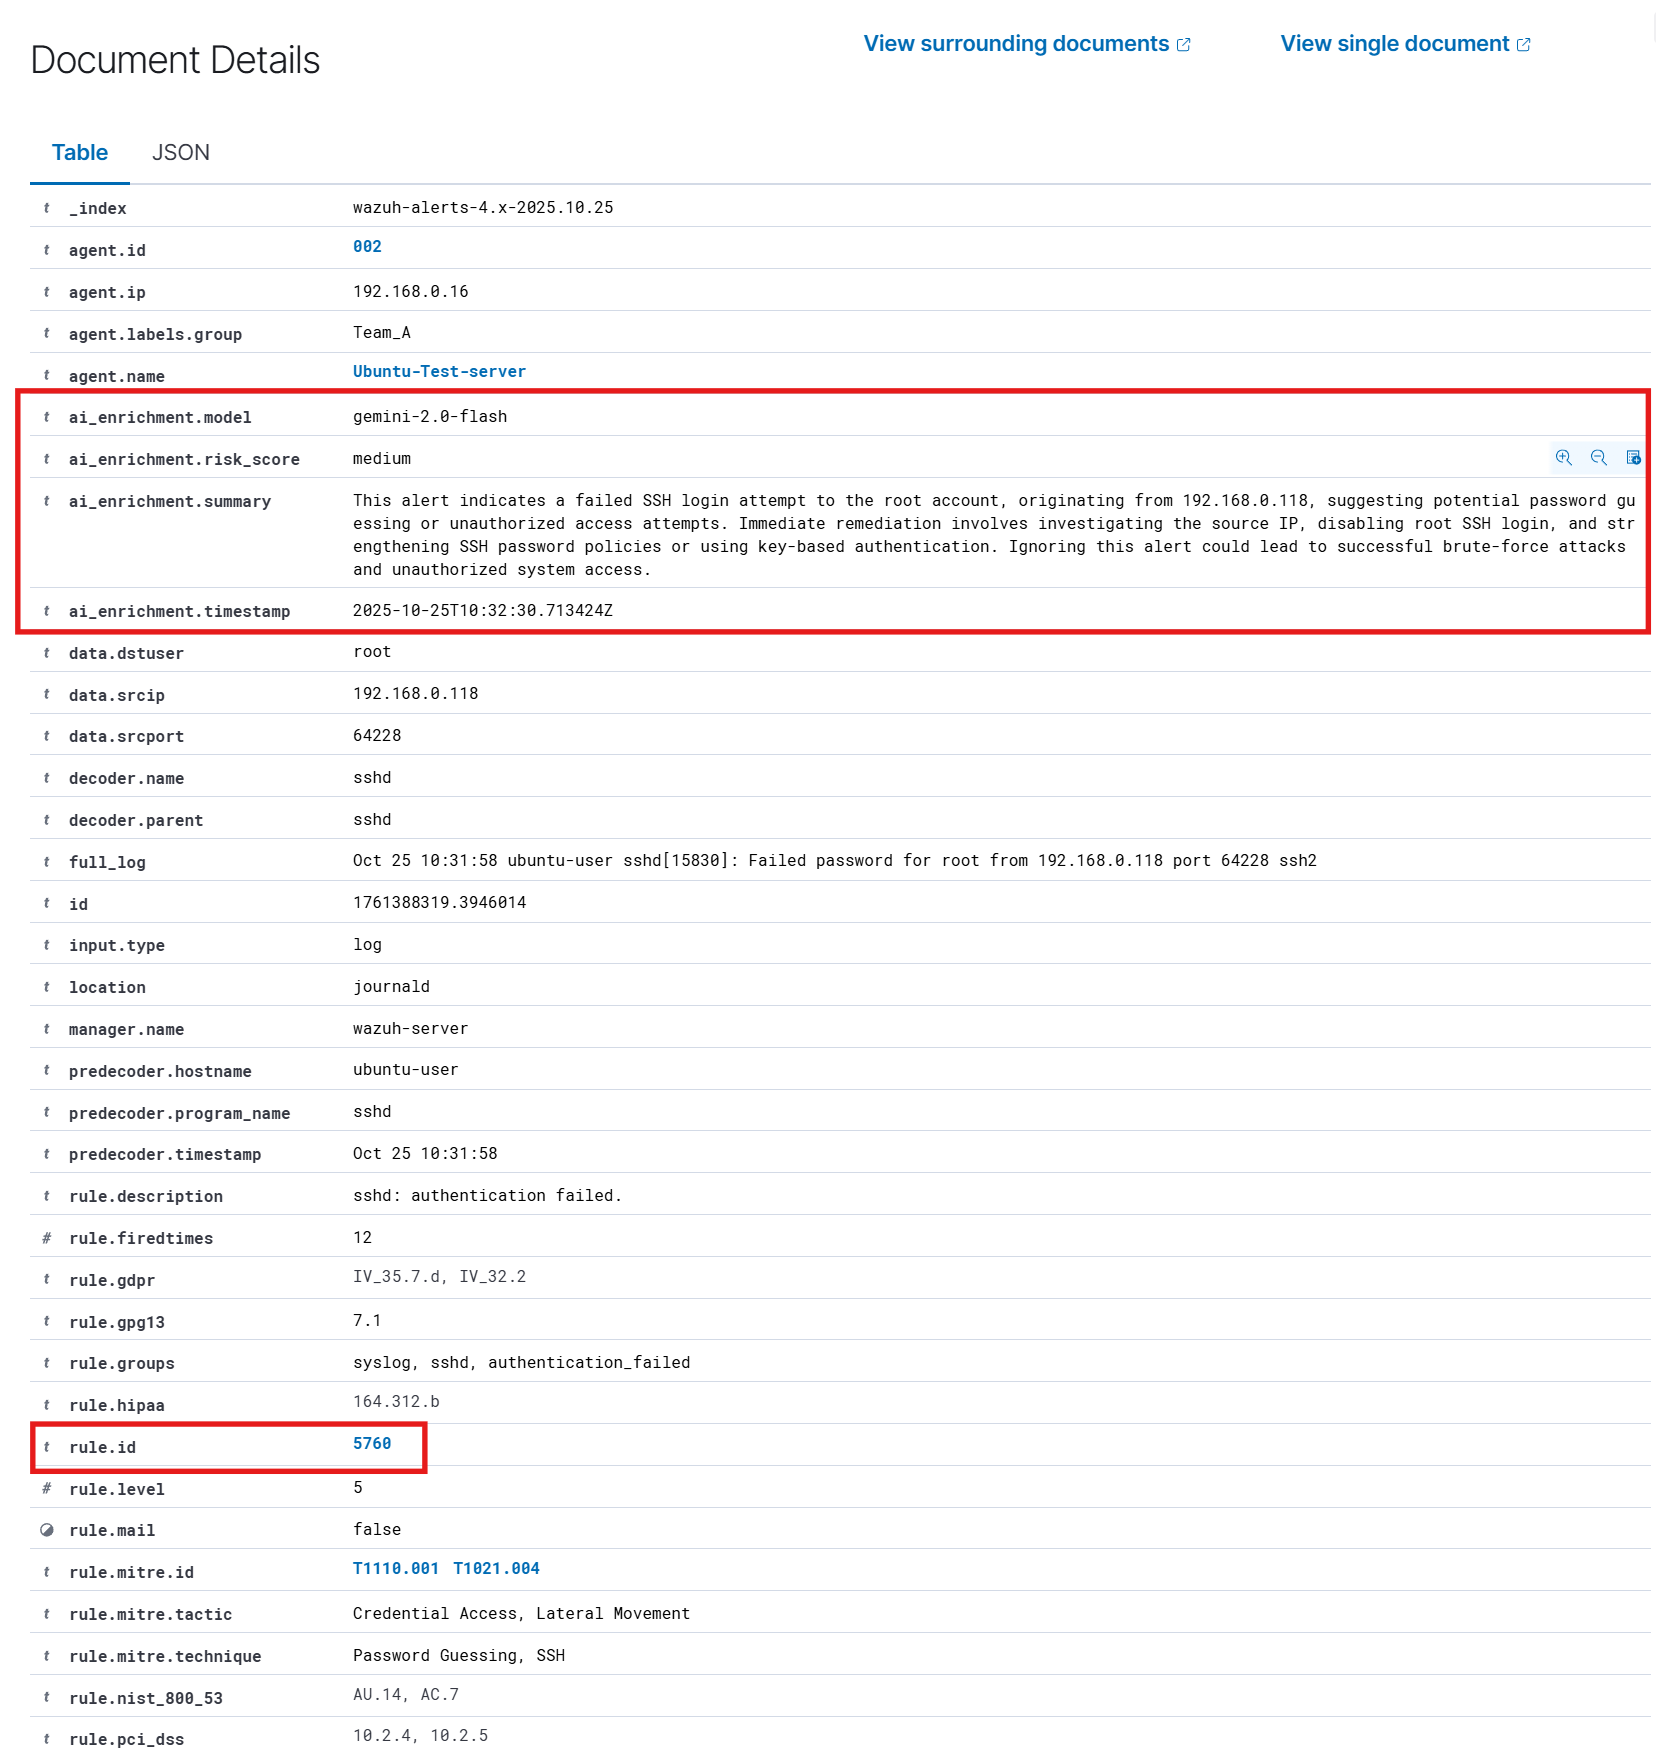 Document Details
View surrounding documents
View single document
Table
JSON
t _index wazuh-alerts-4.x-2025.10.25
t agent.id 002
t agent.ip 192.168.0.16
t agent.labels.group Team_A
t agent.name Ubuntu-Test-server
t ai_enrichment.model gemini-2.0-flash
t ai_enrichment.risk_score medium
t ai_enrichment.summary This alert indicates a failed SSH login attempt to the root account, originating from 192.168.0.118, suggesting potential password gu
essing or unauthorized access attempts. Immediate remediation involves investigating the source IP, disabling root SSH login, and str
engthening SSH password policies or using key-based authentication. Ignoring this alert could lead to successful brute-force attacks
and unauthorized system access.
t ai_enrichment.timestamp 2025-10-25T10:32:30.713424Z
t data.dstuser root
t data.srcip 192.168.0.118
t data.srcport 64228
t decoder.name sshd
t decoder.parent sshd
t full_log Oct 25 10:31:58 ubuntu-user sshd[15830]: Failed password for root from 192.168.0.118 port 64228 ssh2
t id 1761388319.3946014
t input.type log
t location journald
t manager.name wazuh-server
t predecoder.hostname ubuntu-user
t predecoder.program_name sshd
t predecoder.timestamp Oct 25 10:31:58
t rule.description sshd: authentication failed.
# rule.firedtimes 12
t rule.gdpr IV_35.7.d, IV_32.2
t rule.gpg13 7.1
t rule.groups syslog, sshd, authentication_failed
t rule.hipaa 164.312.b
t rule.id 5760
# rule.level 5
rule.mail false
t rule.mitre.id T1110.001 T1021.004
t rule.mitre.tactic Credential Access, Lateral Movement
t rule.mitre.technique Password Guessing, SSH
t rule.nist_800_53 AU.14, AC.7
t rule.pci_dss 10.2.4, 10.2.5